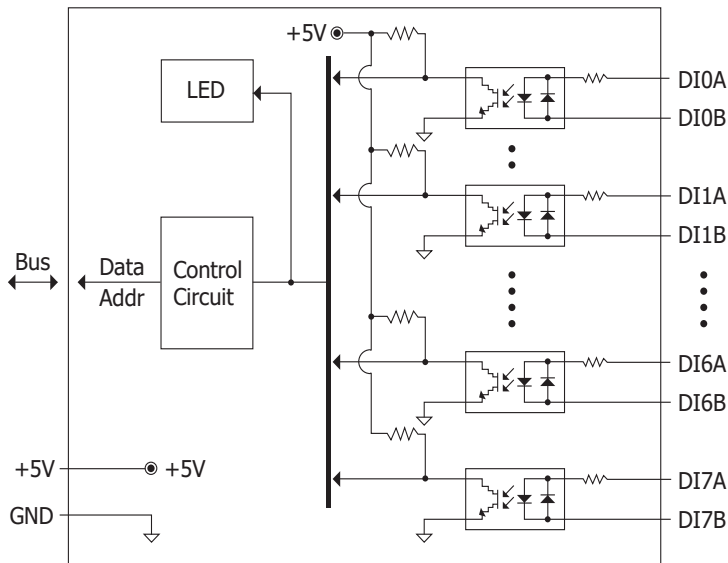 +5V
LED
DI0A
DI0B
DI1A
DI1B
Bus
Data
Addr
Control
Circuit
DI6A
DI6B
+5V
+5V
DI7A
GND
DI7B